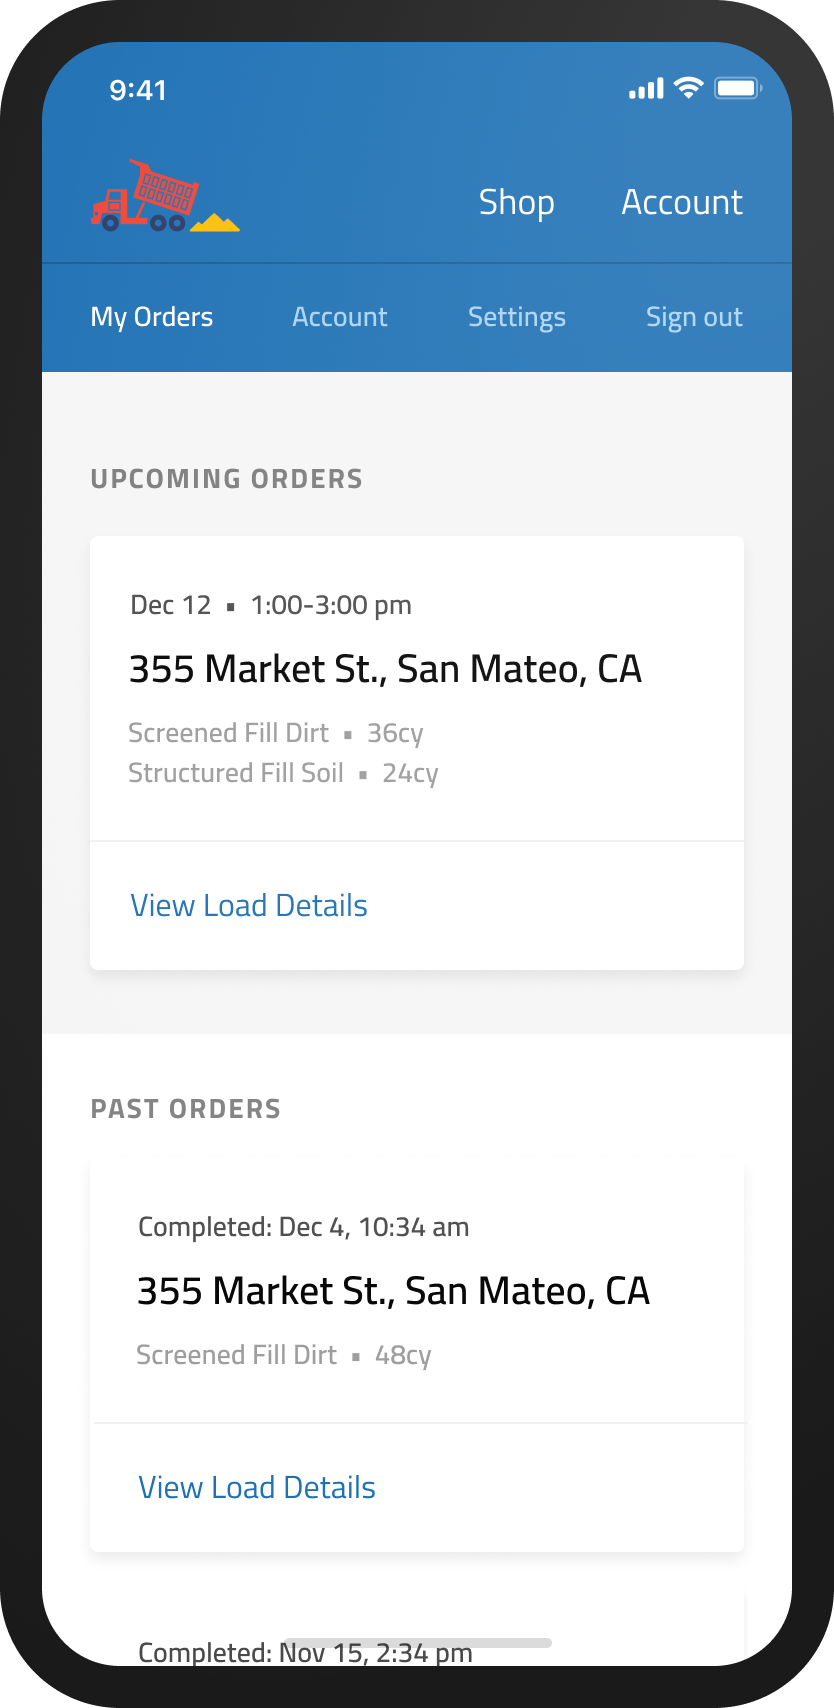 9:41
Shop Account
My Orders Account Settings Sign out
UPCOMING ORDERS
Dec 12 ▪ 1:00-3:00 pm
355 Market St., San Mateo, CA
Screened Fill Dirt ▪ 36cy
Structured Fill Soil ▪ 24cy
View Load Details
PAST ORDERS
Completed: Dec 4, 10:34 am
355 Market St., San Mateo, CA
Screened Fill Dirt ▪ 48cy
View Load Details
Completed: Nov 15, 2:34 pm